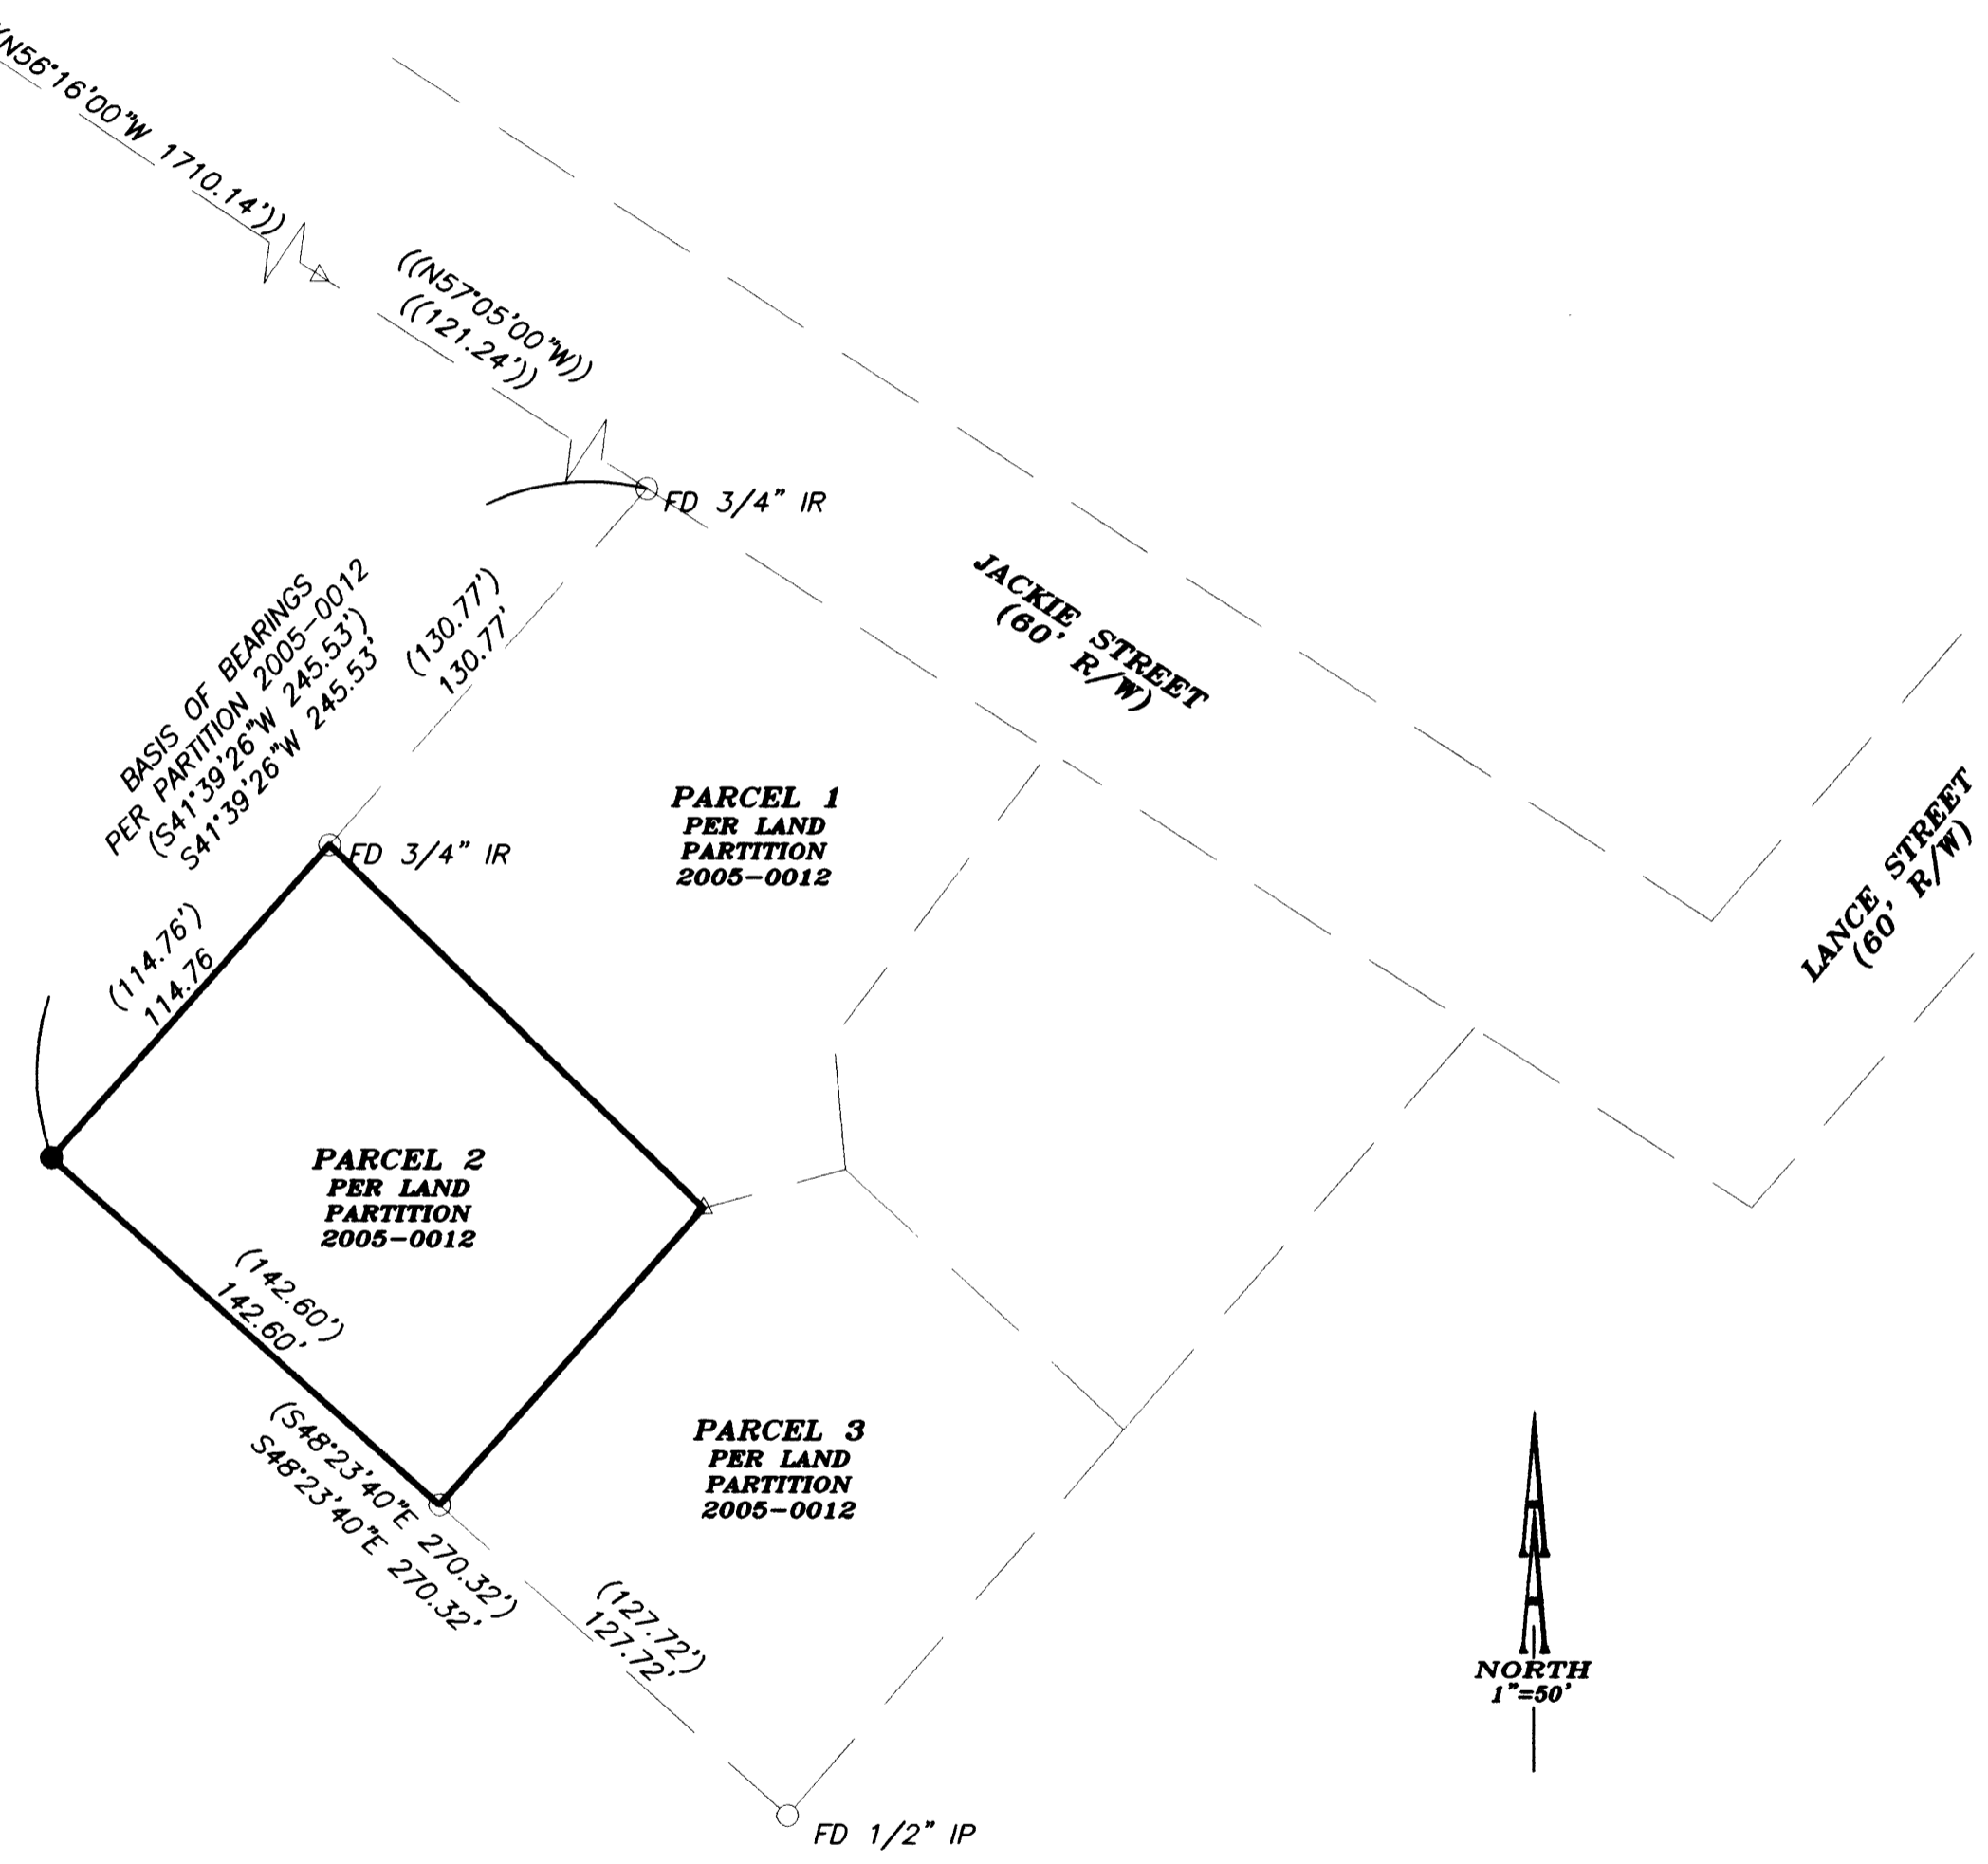 (N56°16'00"W 1710.14'))
(((N57°05'00"W))
(((121.24'))
FD 3/4" IR
JACKIE STREET
(60' R/W)
BASIS OF BEARINGS
PER PARTITION 2005-0012
(S41°39'26"W 245.53')
S41°39'26"W 245.53'
(130.77')
130.77'
PARCEL 1
PER LAND
PARTITION
2005-0012
FD 3/4" IR
LANCE STREET
(60' R/W)
(114.76')
114.76
PARCEL 2
PER LAND
PARTITION
2005-0012
(142.60')
142.60'
(S48°23'40"E 270.32')
S48°23'40"E 270.32'
PARCEL 3
PER LAND
PARTITION
2005-0012
(127.72')
127.72'
NORTH
1"=50'
FD 1/2" IP